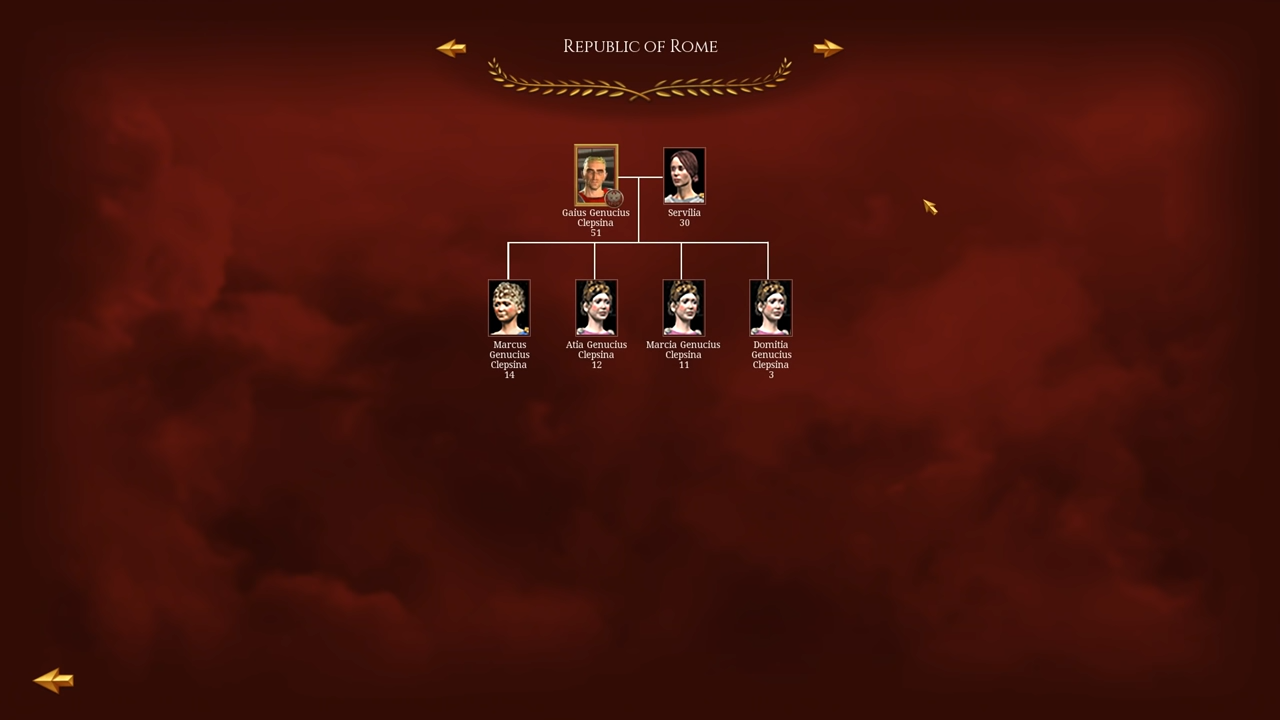 Republic of Rome
Gaius Genucius
Clepsina
51
Servilia
30
Marcus
Genucius
Clepsina
14
Atia Genucius
Clepsina
12
Marcia Genucius
Clepsina
11
Domitia
Genucius
Clepsina
3